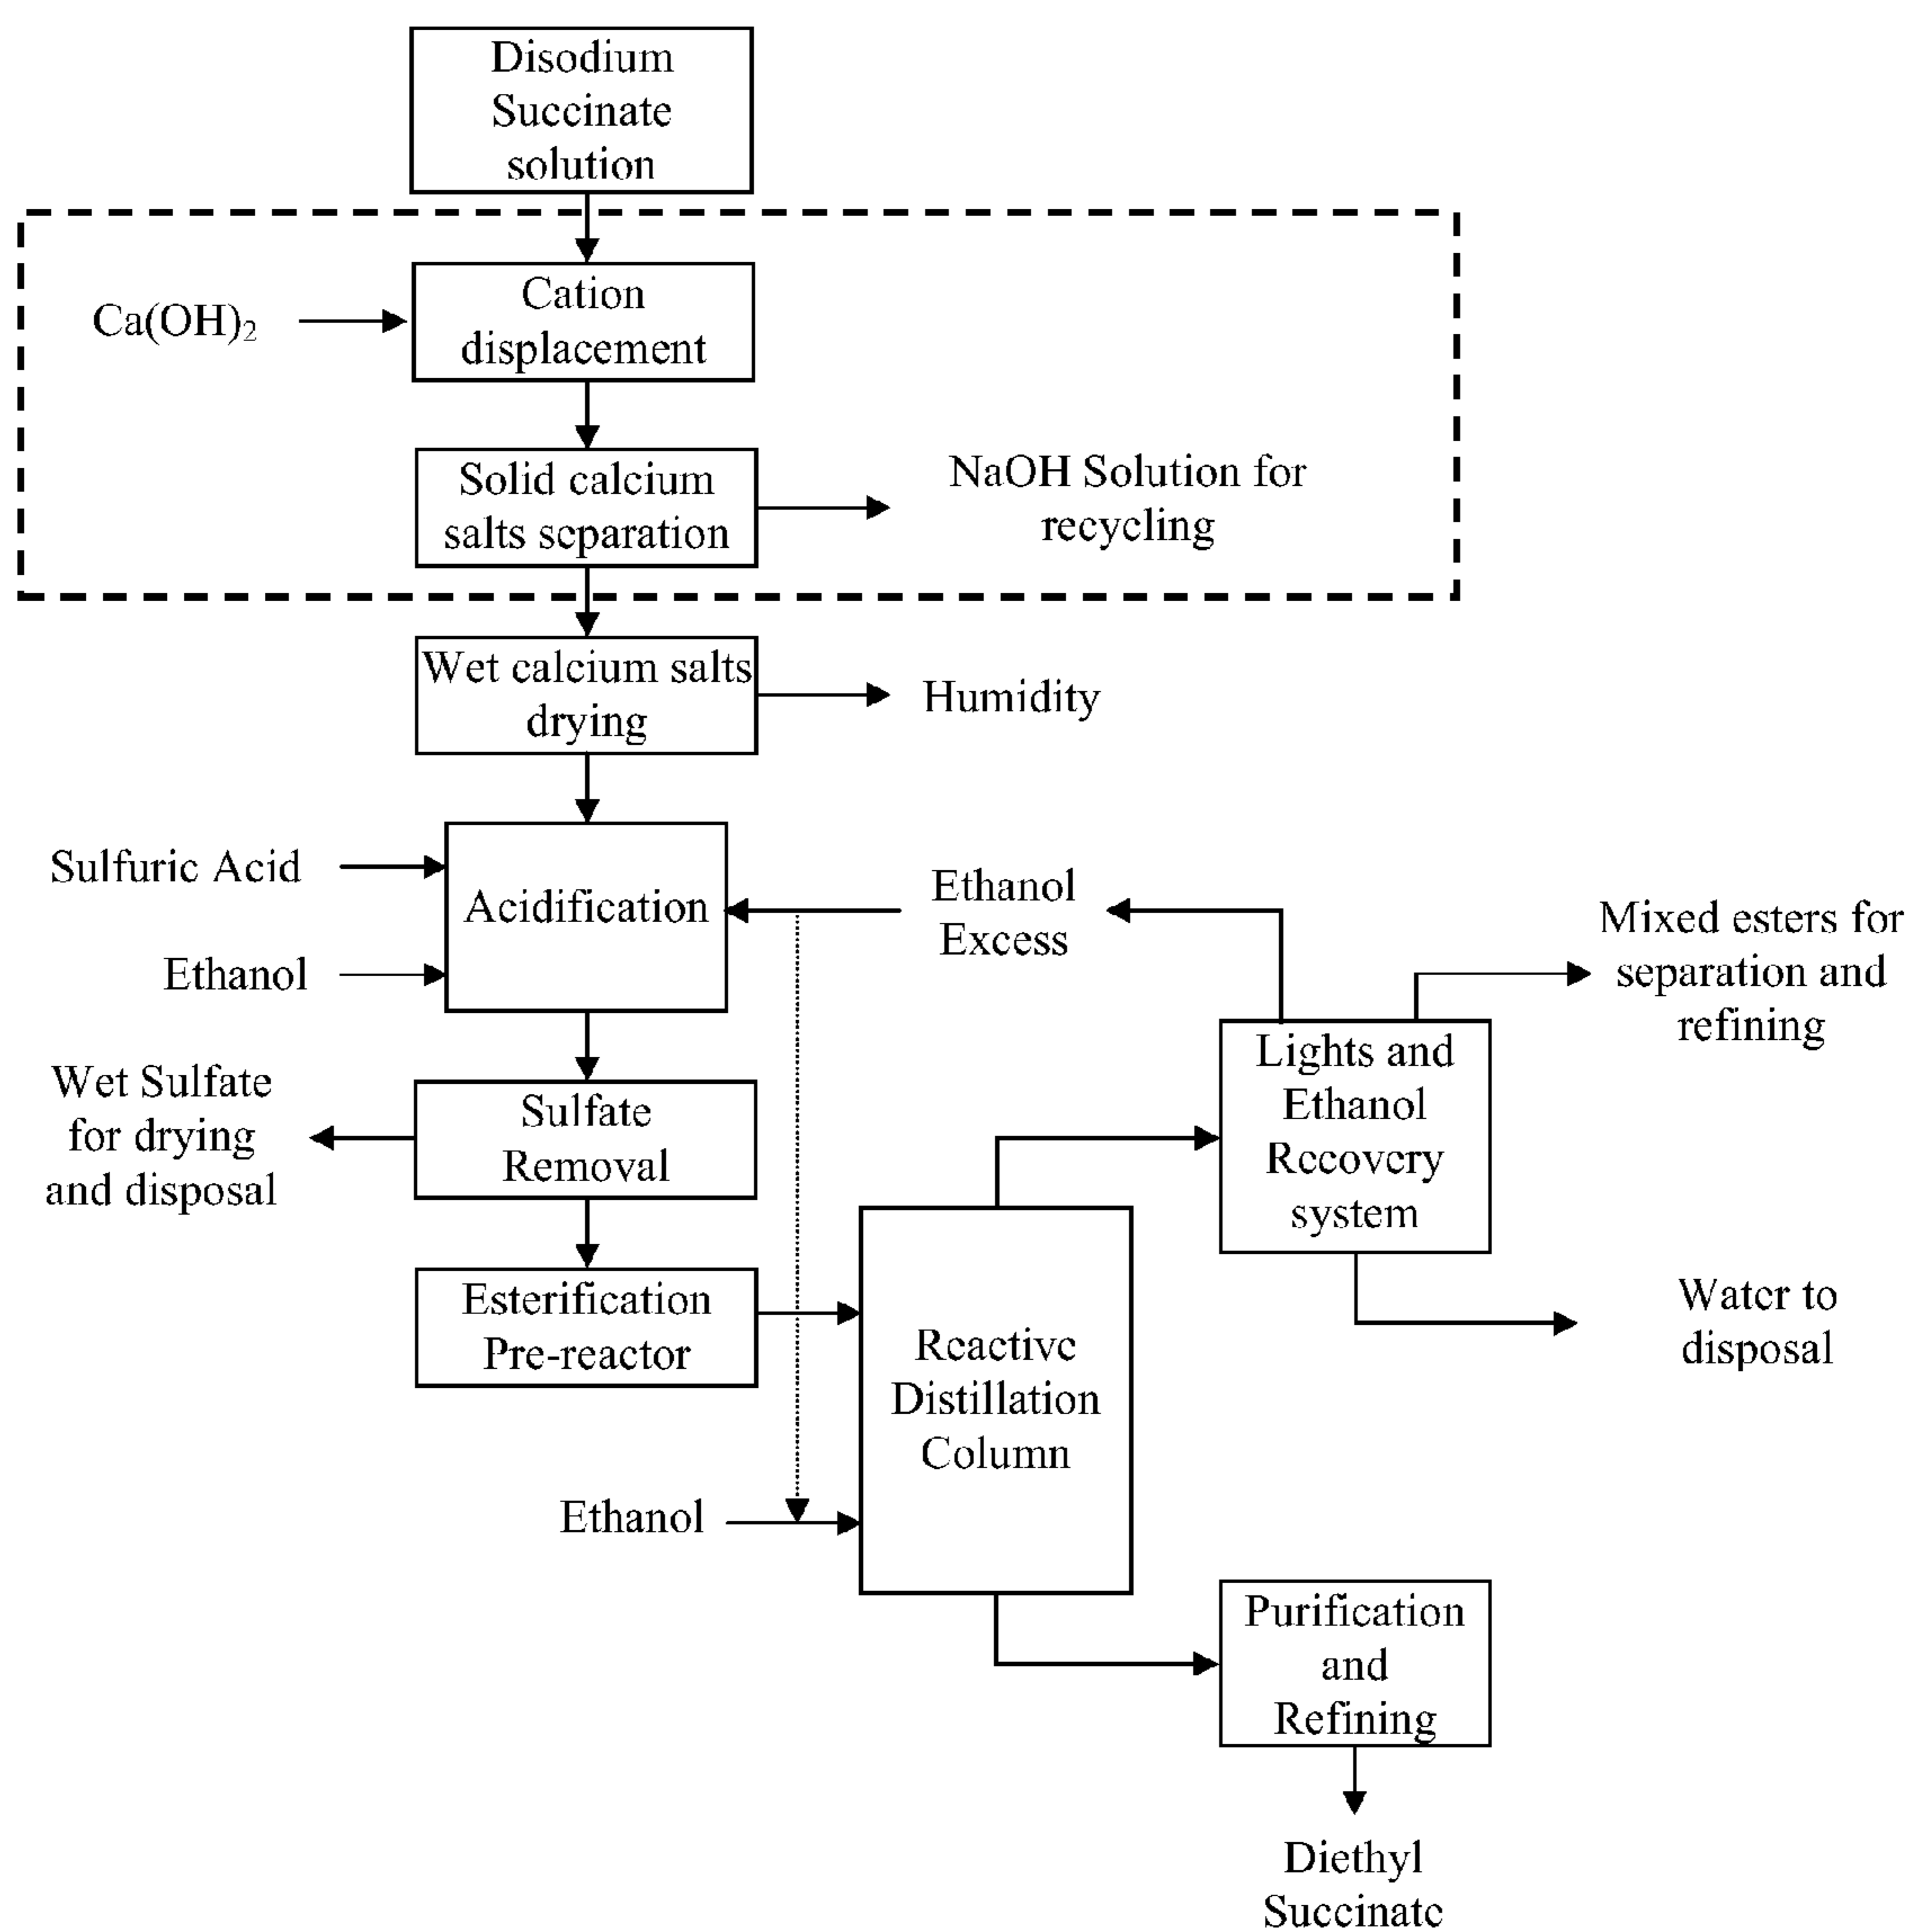 Disodium
Succinate
solution
Ca(OH)₂
Cation
displacement
Solid calcium
salts separation
NaOH Solution for
recycling
Wet calcium salts
drying
Humidity
Sulfuric Acid
Acidification
Ethanol
Ethanol
Excess
Mixed esters for
separation and
refining
Lights and
Ethanol
Recovery
system
Wet Sulfate
for drying
and disposal
Sulfate
Removal
Esterification
Pre-reactor
Reactive
Distillation
Column
Water to
disposal
Ethanol
Purification
and
Refining
Diethyl
Succinate